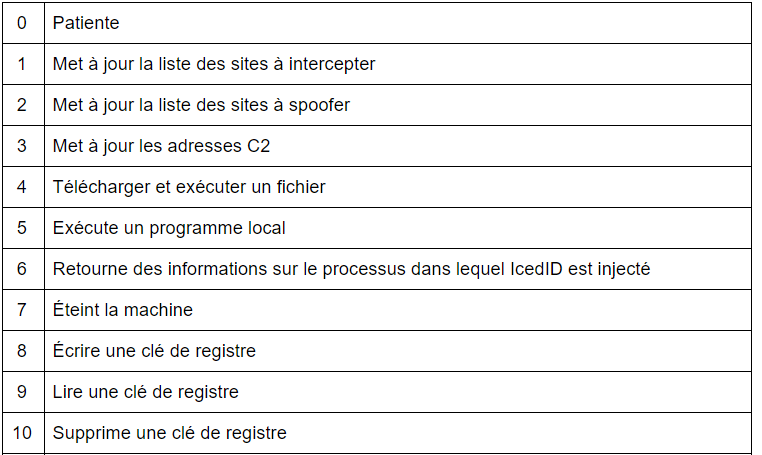 0 Patiente
1 Met à jour la liste des sites à intercepter
2 Met à jour la liste des sites à spoofer
3 Met à jour les adresses C2
4 Télécharger et exécuter un fichier
5 Exécute un programme local
6 Retourne des informations sur le processus dans lequel IcedID est injecté
7 Éteint la machine
8 Écrire une clé de registre
9 Lire une clé de registre
10 Supprime une clé de registre